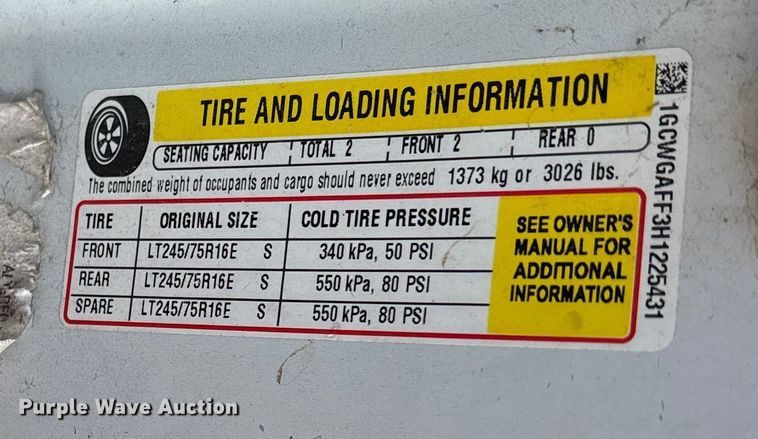 TIRE AND LOADING INFORMATION
SEATING CAPACITY TOTAL 2 FRONT 2 REAR 0
The combined weight of occupants and cargo should never exceed 1373 kg or 3026 lbs.
TIRE ORIGINAL SIZE COLD TIRE PRESSURE
FRONT LT245/75R16E S 340 kPa, 50 PSI
REAR LT245/75R16E S 550 kPa, 80 PSI
SPARE LT245/75R16E S 550 kPa, 80 PSI
SEE OWNER'S
MANUAL FOR
ADDITIONAL
INFORMATION
1GCWGAFF3H1225431
Purple Wave Auction